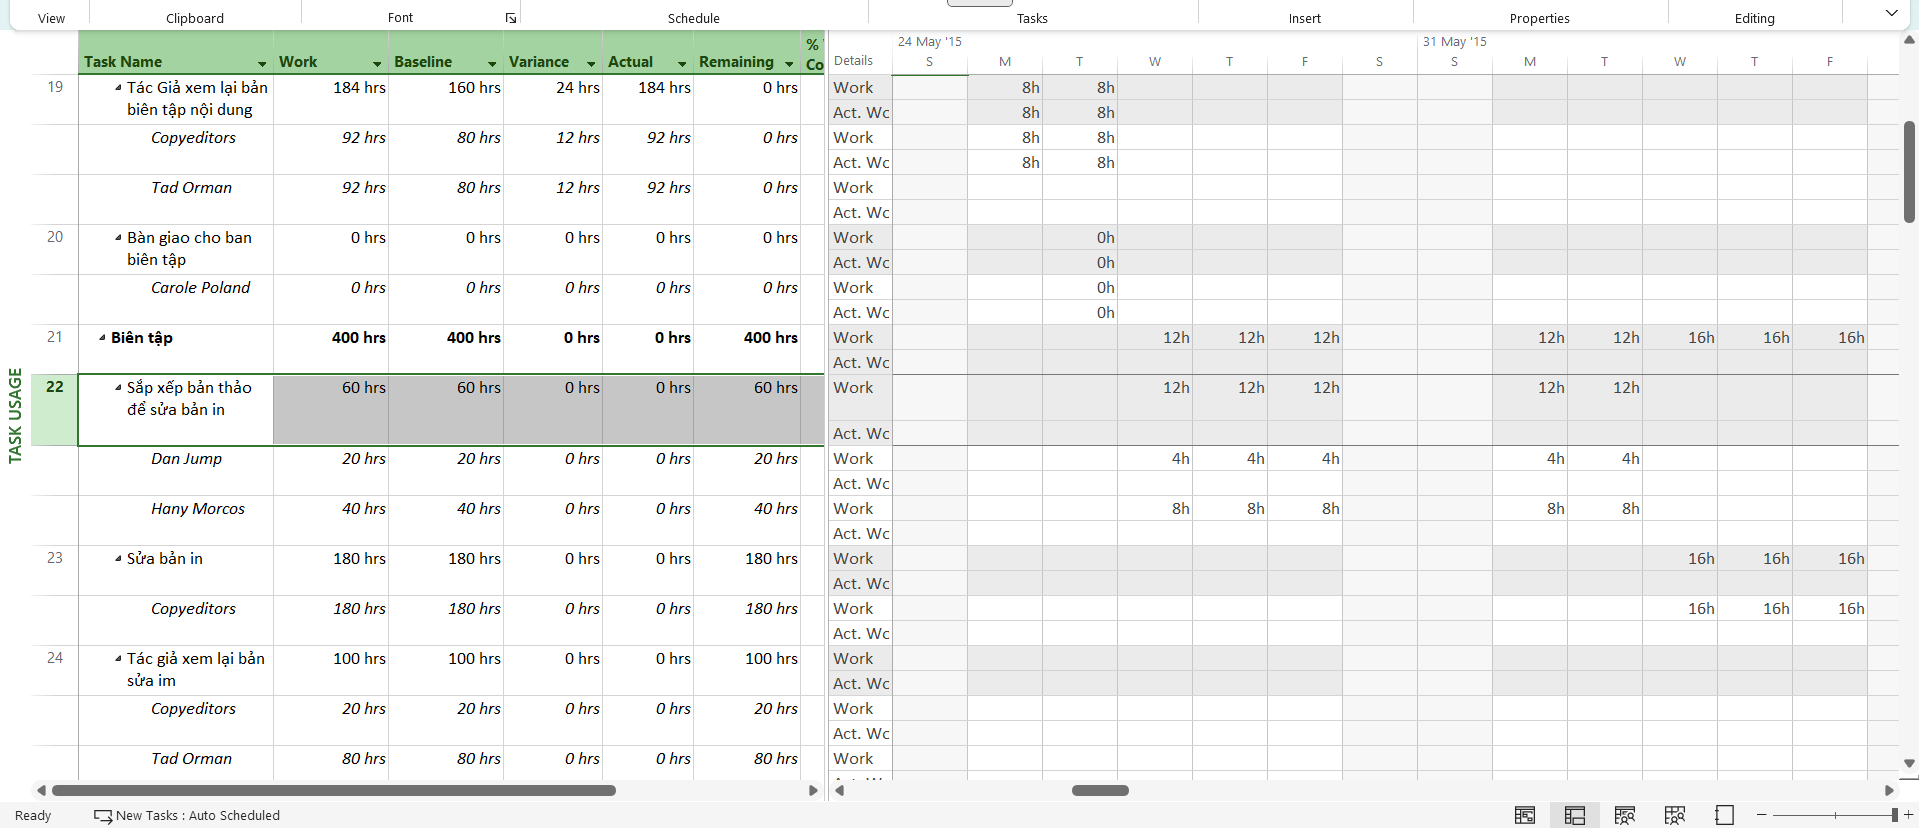 View Clipboard Font Schedule Tasks Insert Properties Editing
24 May '15 31 May '15
Task Name Work Baseline Variance Actual Remaining % Co Details S M T W T F S S M T W T F
19 Tác Giả xem lại bản biên tập nội dung 184 hrs 160 hrs 24 hrs 184 hrs 0 hrs Work 8h 8h
Act. Wc 8h 8h
Copyeditors 92 hrs 80 hrs 12 hrs 92 hrs 0 hrs Work 8h 8h
Act. Wc 8h 8h
Tad Orman 92 hrs 80 hrs 12 hrs 92 hrs 0 hrs Work
Act. Wc
20 Bàn giao cho ban biên tập 0 hrs 0 hrs 0 hrs 0 hrs 0 hrs Work 0h
Act. Wc 0h
Carole Poland 0 hrs 0 hrs 0 hrs 0 hrs 0 hrs Work 0h
Act. Wc 0h
21 Biên tập 400 hrs 400 hrs 0 hrs 0 hrs 400 hrs Work 12h 12h 12h 12h 12h 16h 16h 16h
Act. Wc
22 Sắp xếp bản thảo để sửa bản in 60 hrs 60 hrs 0 hrs 0 hrs 60 hrs Work 12h 12h 12h 12h 12h
Act. Wc
Dan Jump 20 hrs 20 hrs 0 hrs 0 hrs 20 hrs Work 4h 4h 4h 4h 4h
Act. Wc
Hany Morcos 40 hrs 40 hrs 0 hrs 0 hrs 40 hrs Work 8h 8h 8h 8h 8h
Act. Wc
23 Sửa bản in 180 hrs 180 hrs 0 hrs 0 hrs 180 hrs Work 16h 16h 16h
Act. Wc
Copyeditors 180 hrs 180 hrs 0 hrs 0 hrs 180 hrs Work 16h 16h 16h
Act. Wc
24 Tác giả xem lại bản sửa im 100 hrs 100 hrs 0 hrs 0 hrs 100 hrs Work
Act. Wc
Copyeditors 20 hrs 20 hrs 0 hrs 0 hrs 20 hrs Work
Act. Wc
Tad Orman 80 hrs 80 hrs 0 hrs 0 hrs 80 hrs Work
TASK USAGE
Ready New Tasks : Auto Scheduled